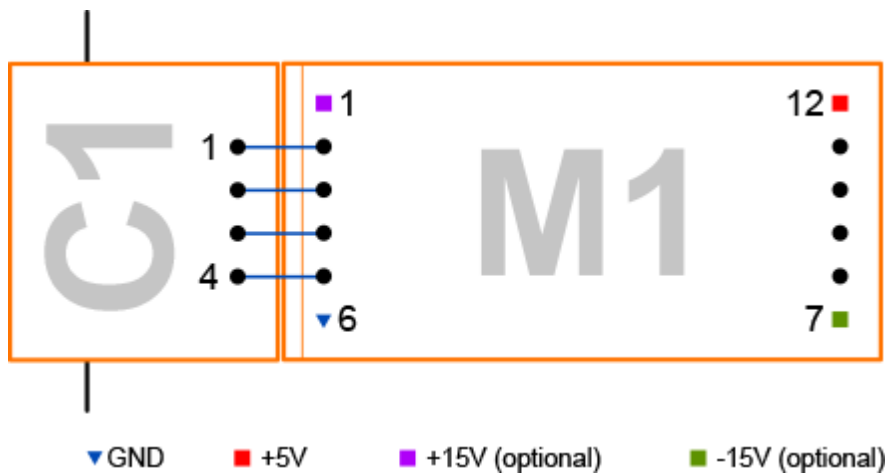 1
12
1
C1
M1
4
6
7
GND
+5V
+15V (optional)
-15V (optional)